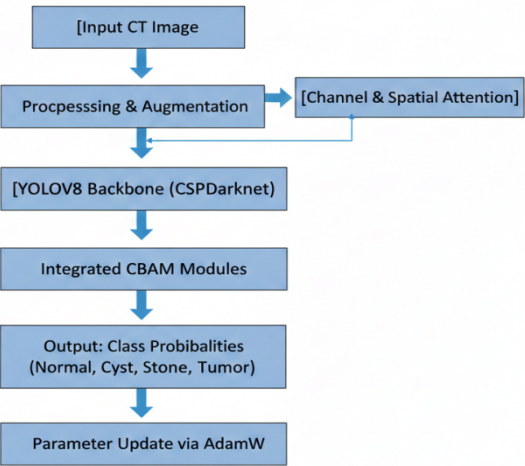 [Input CT Image
Procpesssing & Augmentation
[Channel & Spatial Attention]
[YOLOV8 Backbone (CSPDarknet)
Integrated CBAM Modules
Output: Class Probibalities
(Normal, Cyst, Stone, Tumor)
Parameter Update via AdamW